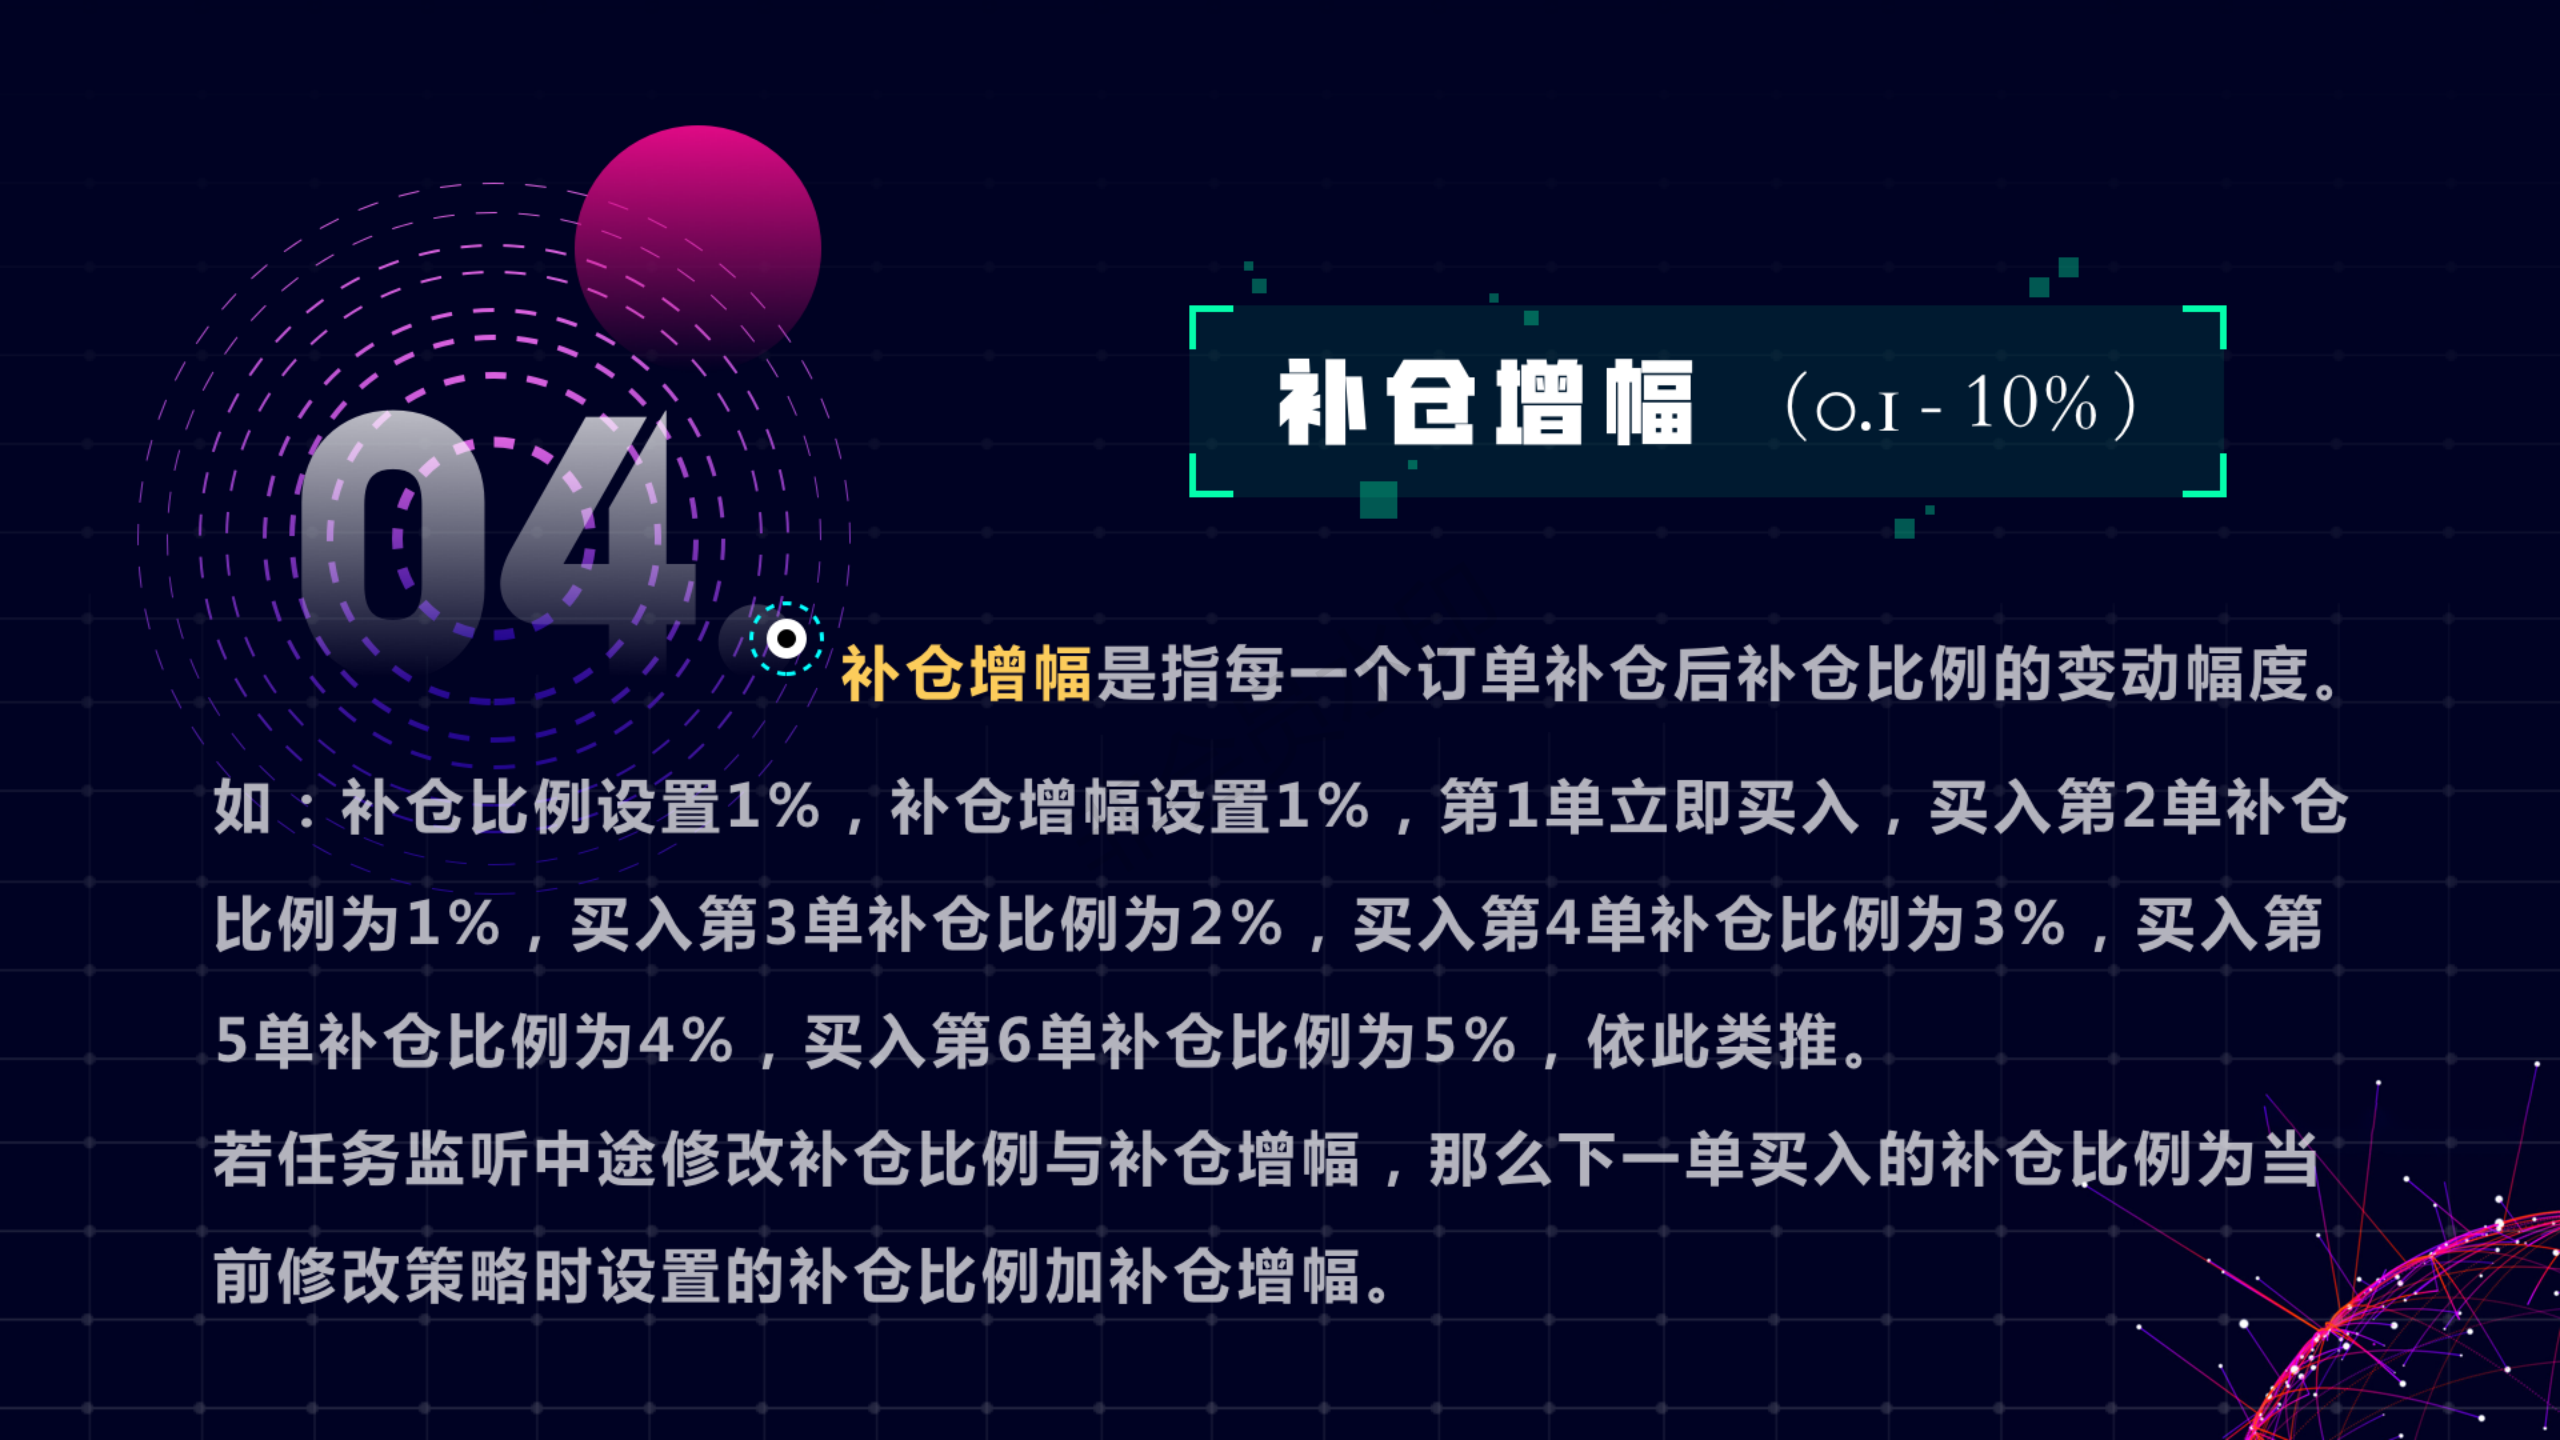 04.
补仓增幅 (0.1 - 10%)
补仓增幅是指每一个订单补仓后补仓比例的变动幅度。
如：补仓比例设置1%，补仓增幅设置1%，第1单立即买入，买入第2单补仓
比例为1%，买入第3单补仓比例为2%，买入第4单补仓比例为3%，买入第
5单补仓比例为4%，买入第6单补仓比例为5%，依此类推。
若任务监听中途修改补仓比例与补仓增幅，那么下一单买入的补仓比例为当
前修改策略时设置的补仓比例加补仓增幅。